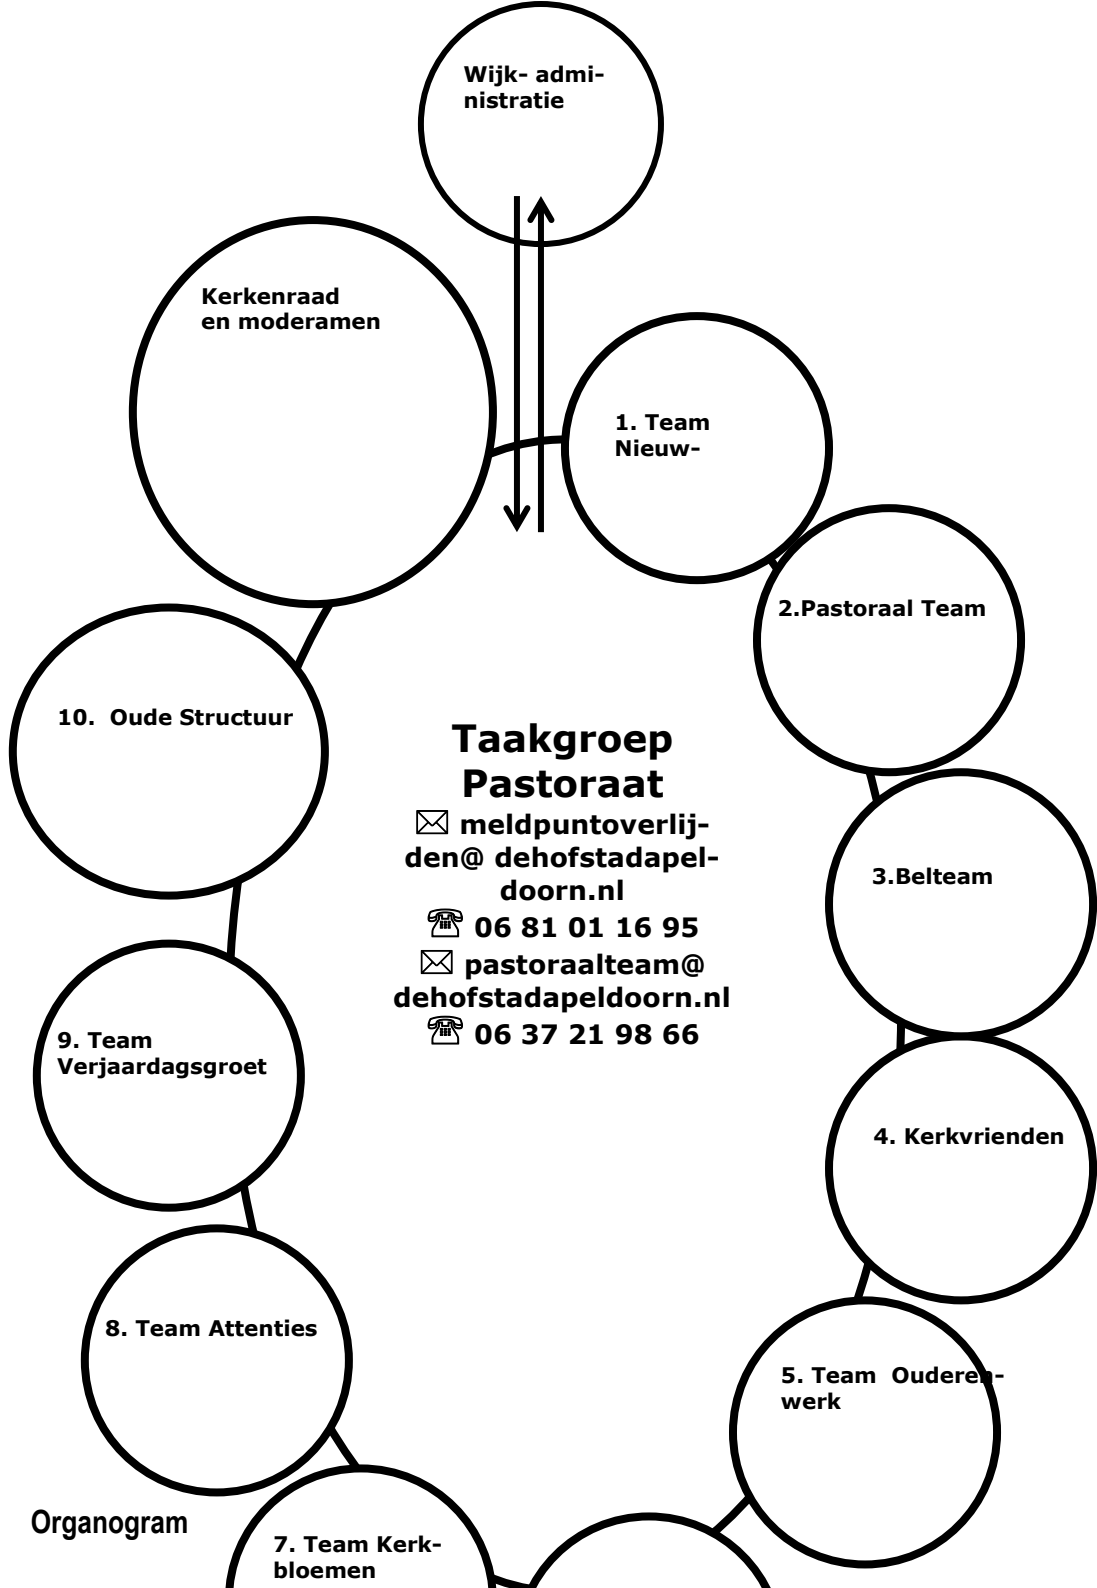 Wijk- admi-
nistratie
Kerkenraad
en moderamen
1. Team
Nieuw-
2.Pastoraal Team
10.  Oude Structuur
Taakgroep
Pastoraat
✉ meldpuntoverlij-
den@ dehofstadapel-
doorn.nl
☏ 06 81 01 16 95
✉ pastoraalteam@
dehofstadapeldoorn.nl
☏ 06 37 21 98 66
3.Belteam
9. Team
Verjaardagsgroet
4. Kerkvrienden
8. Team Attenties
5. Team  Ouderen-
werk
Organogram
7. Team Kerk-
bloemen